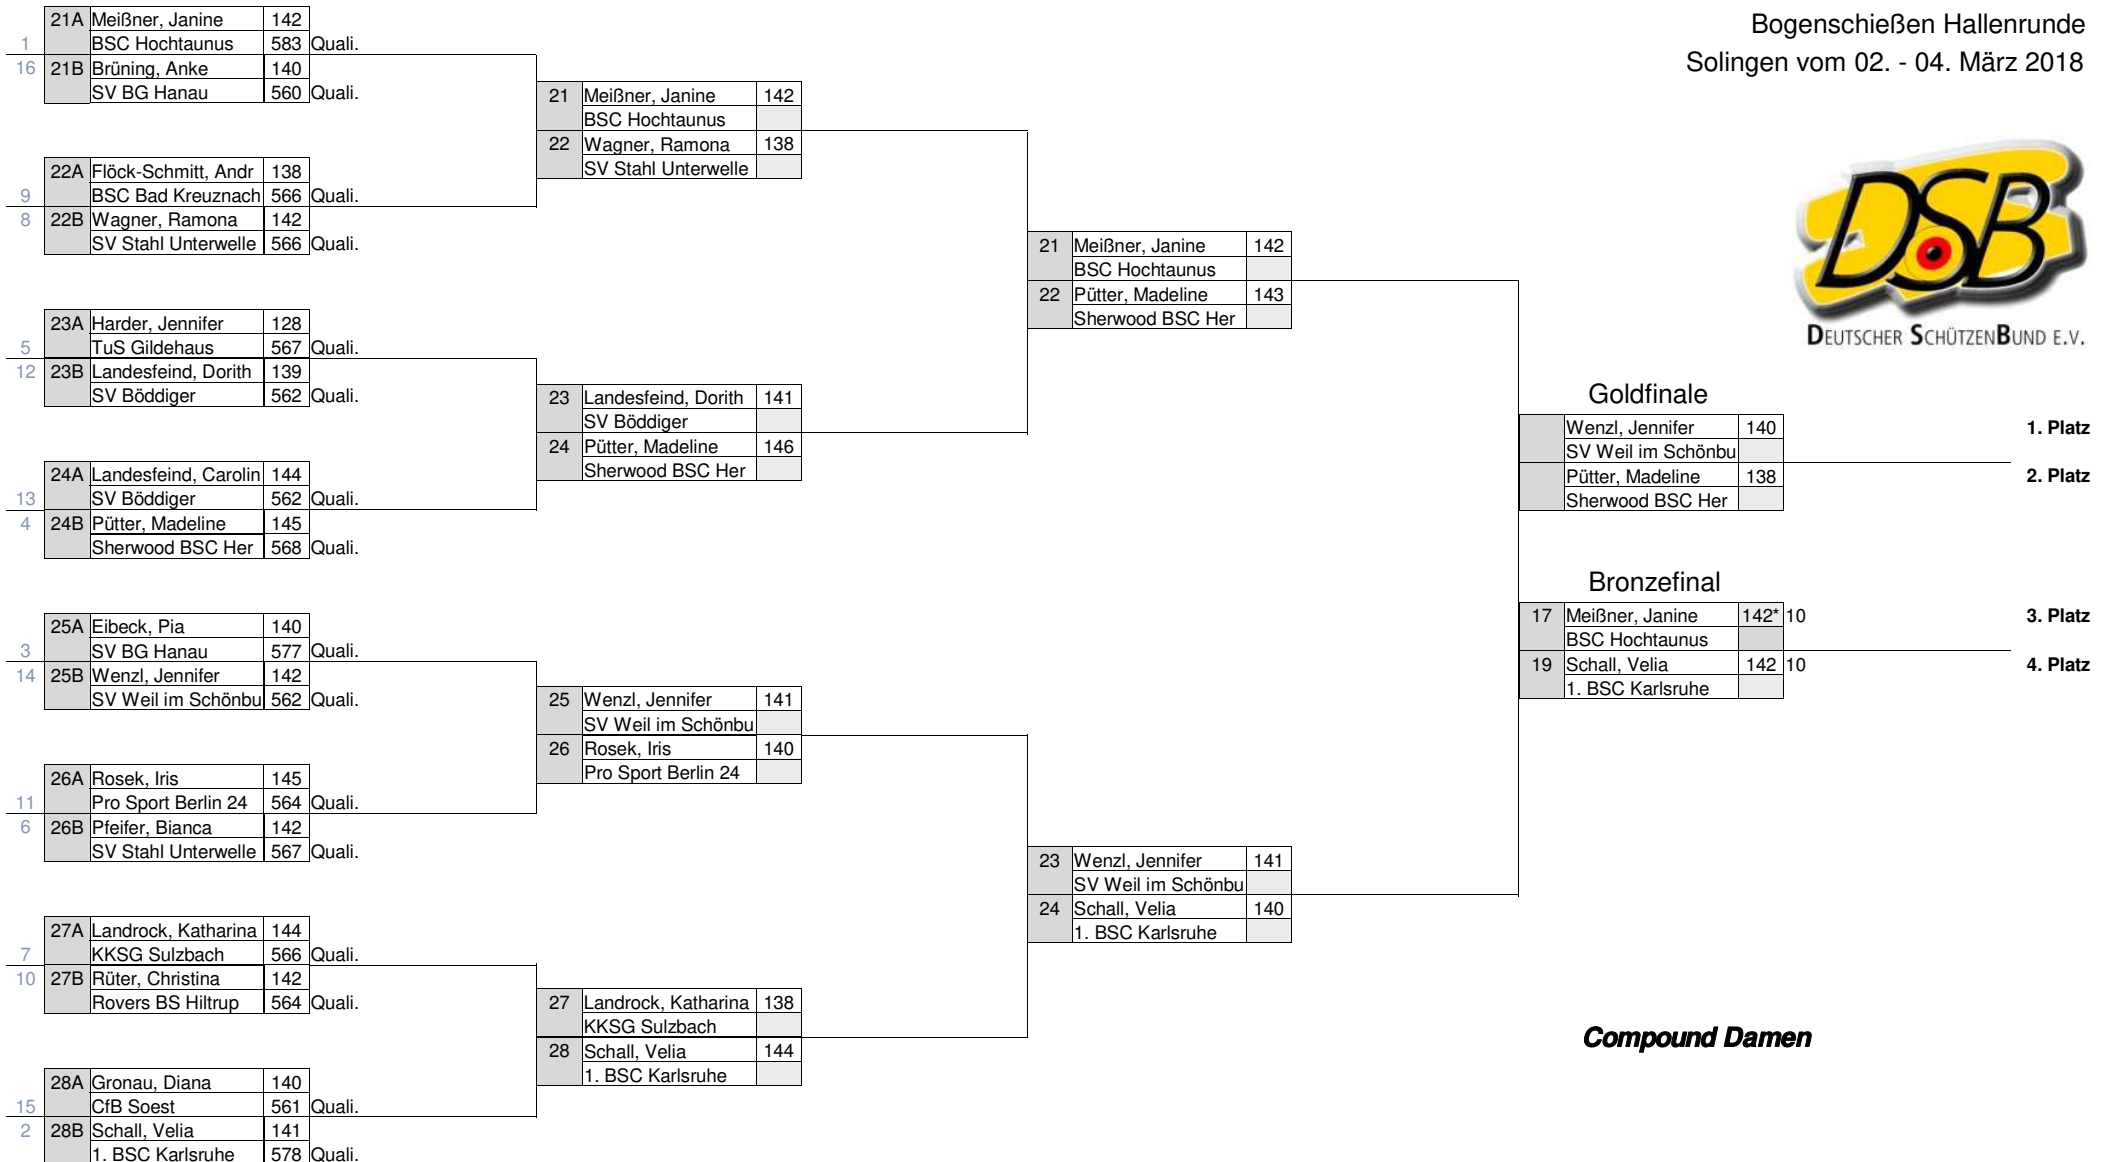 Bogenschießen Hallenrunde
Solingen vom 02. - 04. März 2018
DSB
DEUTSCHER SCHÜTZENBUND E.V.
21A Meißner, Janine 142
1 BSC Hochtaunus 583 Quali.
16 21B Brüning, Anke 140
SV BG Hanau 560 Quali.
22A Flöck-Schmitt, Andr 138
9 BSC Bad Kreuznach 566 Quali.
8 22B Wagner, Ramona 142
SV Stahl Unterwelle 566 Quali.
23A Harder, Jennifer 128
5 TuS Gildehaus 567 Quali.
12 23B Landesfeind, Dorith 139
SV Böddiger 562 Quali.
24A Landesfeind, Carolin 144
13 SV Böddiger 562 Quali.
4 24B Pütter, Madeline 145
Sherwood BSC Her 568 Quali.
25A Eibeck, Pia 140
3 SV BG Hanau 577 Quali.
14 25B Wenzl, Jennifer 142
SV Weil im Schönbu 562 Quali.
26A Rosek, Iris 145
11 Pro Sport Berlin 24 564 Quali.
6 26B Pfeifer, Bianca 142
SV Stahl Unterwelle 567 Quali.
27A Landrock, Katharina 144
7 KKSG Sulzbach 566 Quali.
10 27B Rüter, Christina 142
Rovers BS Hiltrup 564 Quali.
28A Gronau, Diana 140
15 CfB Soest 561 Quali.
2 28B Schall, Velia 141
1. BSC Karlsruhe 578 Quali.
21 Meißner, Janine 142
BSC Hochtaunus
22 Wagner, Ramona 138
SV Stahl Unterwelle
23 Landesfeind, Dorith 141
SV Böddiger
24 Pütter, Madeline 146
Sherwood BSC Her
25 Wenzl, Jennifer 141
SV Weil im Schönbu
26 Rosek, Iris 140
Pro Sport Berlin 24
27 Landrock, Katharina 138
KKSG Sulzbach
28 Schall, Velia 144
1. BSC Karlsruhe
21 Meißner, Janine 142
BSC Hochtaunus
22 Pütter, Madeline 143
Sherwood BSC Her
23 Wenzl, Jennifer 141
SV Weil im Schönbu
24 Schall, Velia 140
1. BSC Karlsruhe
Goldfinale
Wenzl, Jennifer 140 1. Platz
SV Weil im Schönbu
Pütter, Madeline 138 2. Platz
Sherwood BSC Her
Bronzefinal
17 Meißner, Janine 142* 10 3. Platz
BSC Hochtaunus
19 Schall, Velia 142 10 4. Platz
1. BSC Karlsruhe
Compound Damen